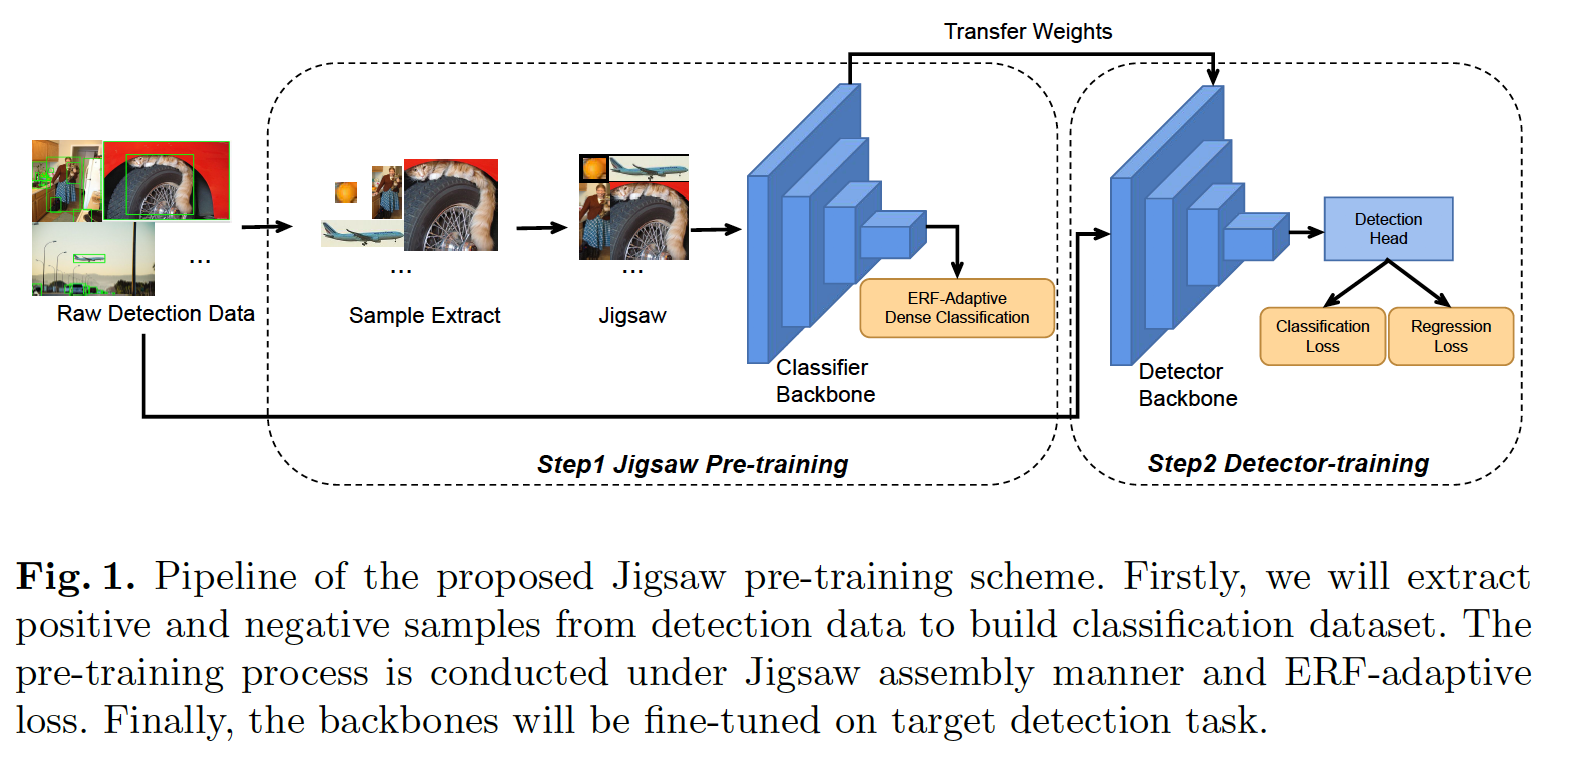 Transfer Weights
...
Raw Detection Data
...
Sample Extract
...
Jigsaw
Classifier
Backbone
ERF-Adaptive
Dense Classification
Step1 Jigsaw Pre-training
Detector
Backbone
Detection
Head
Classification
Loss
Regression
Loss
Step2 Detector-training
Fig. 1. Pipeline of the proposed Jigsaw pre-training scheme. Firstly, we will extract
positive and negative samples from detection data to build classification dataset. The
pre-training process is conducted under Jigsaw assembly manner and ERF-adaptive
loss. Finally, the backbones will be fine-tuned on target detection task.